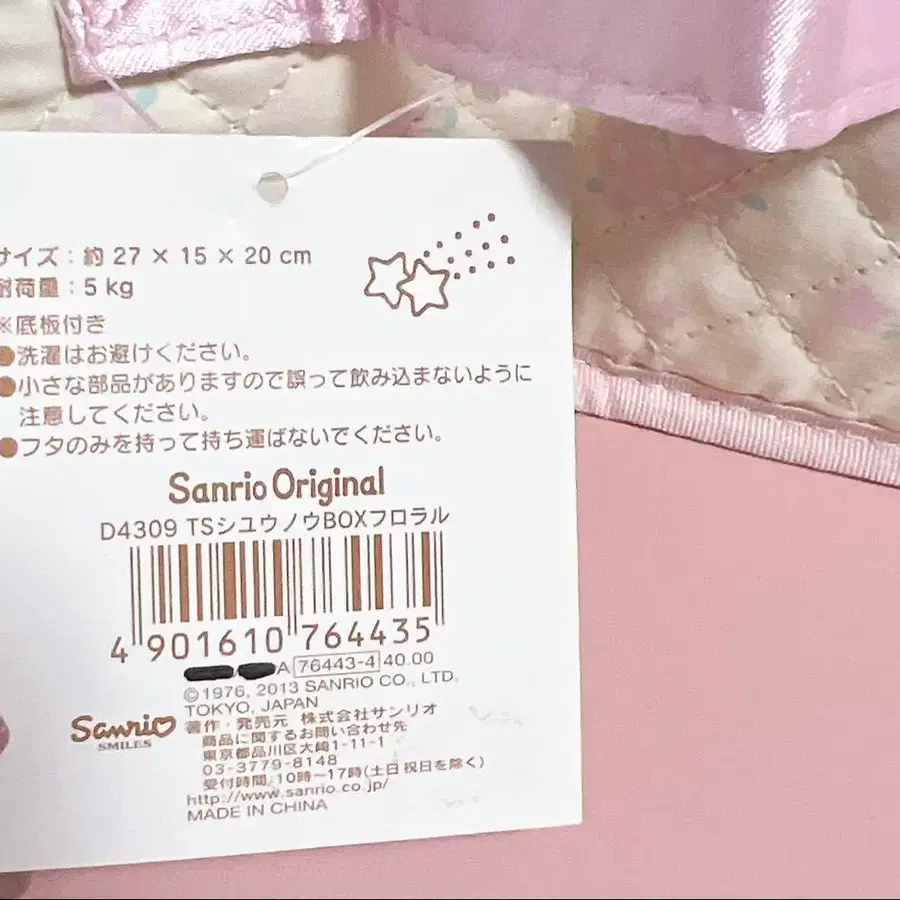 サイズ：約 27 × 15 × 20 cm
耐荷重：5 kg
※底板付き
●洗濯はお避けください。
●小さな部品がありますので誤って飲み込まないように
注意してください。
●フタのみを持って持ち運ばないでください。
Sanrio Original
D4309 TSシユウノウBOXフロラル
4 901610 764435
A 76443-4 40.00
©1976, 2013 SANRIO CO., LTD.
TOKYO, JAPAN
Sanrio
SMILES
著作・発売元 株式会社サンリオ
商品に関するお問い合わせ先
東京都品川区大崎1-11-1
03-3779-8148
受付時間：10時～17時(土日祝日を除く)
http://www.sanrio.co.jp/
MADE IN CHINA